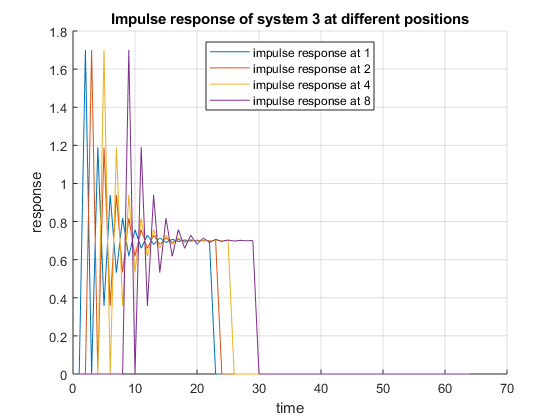 Impulse response of system 3 at different positions
1.8
1.6
1.4
1.2
1
0.8
0.6
0.4
0.2
0
response
impulse response at 1
impulse response at 2
impulse response at 4
impulse response at 8
0 10 20 30 40 50 60 70
time